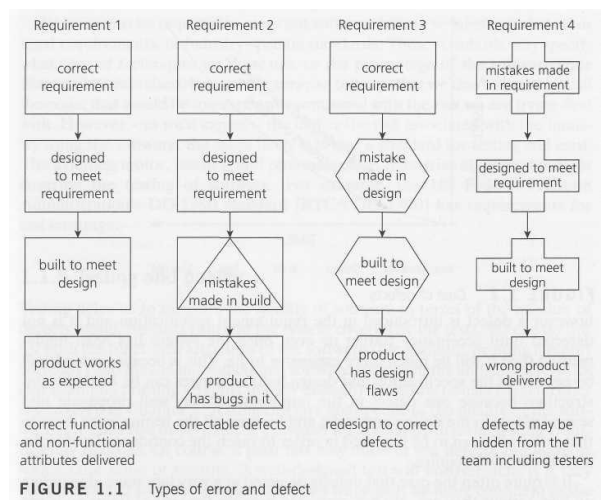 Requirement 1
Requirement 2
Requirement 3
Requirement 4
correct
requirement
correct
requirement
correct
requirement
mistakes made
in requirement
designed
to meet
requirement
designed
to meet
requirement
mistake
made in
design
designed to meet
requirement
built to meet
design
mistakes
made in build
built to
meet
design
built to meet
design
product works
as expected
product
has bugs in it
product
has design
flaws
wrong product
delivered
correct functional
and non-functional
attributes delivered
correctable defects
redesign to correct
defects
defects may be
hidden from the IT
team including testers
FIGURE 1.1 Types of error and defect